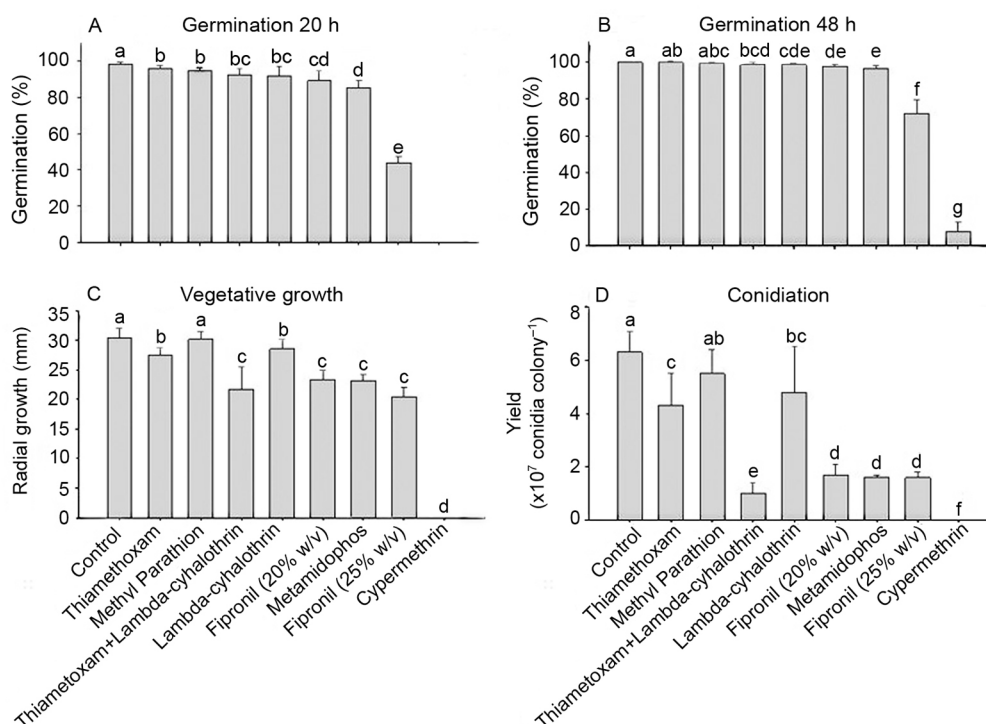 A
Germination 20 h
Germination (%)
100
80
60
40
20
0
a
b
b
bc
bc
cd
d
e
B
Germination 48 h
Germination (%)
100
80
60
40
20
0
a
ab
abc
bcd
cde
de
e
f
g
C
Vegetative growth
Radial growth (mm)
35
30
25
20
15
10
5
0
a
b
a
c
b
c
c
c
d
Control
Thiamethoxam
Methyl Parathion
Thiametoxam+Lambda-cyhalothrin
Lambda-cyhalothrin
Fipronil (20% w/v)
Metamidophos
Fipronil (25% w/v)
Cypermethrin
D
Conidiation
Yield
(x10⁷ conidia colony⁻¹)
8
6
4
2
0
a
c
ab
e
bc
d
d
d
f
Control
Thiamethoxam
Methyl Parathion
Thiametoxam+Lambda-cyhalothrin
Lambda-cyhalothrin
Fipronil (20% w/v)
Metamidophos
Fipronil (25% w/v)
Cypermethrin